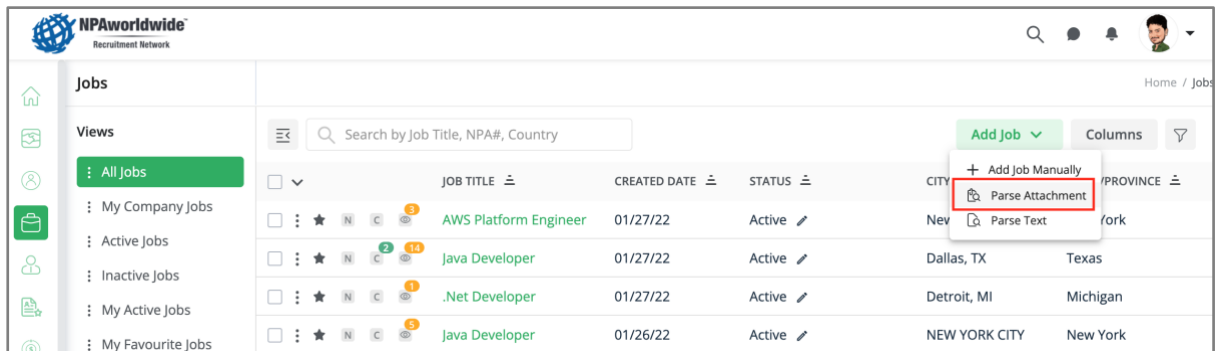 NPAworldwide™
Recruitment Network
Jobs
Home / Jobs
Views
Search by Job Title, NPA#, Country
Add Job
Columns
All Jobs
My Company Jobs
Active Jobs
Inactive Jobs
My Active Jobs
My Favourite Jobs
+ Add Job Manually
Parse Attachment
Parse Text
JOB TITLE CREATED DATE STATUS CITY /PROVINCE
3
N C AWS Platform Engineer 01/27/22 Active New York
2 14
N C Java Developer 01/27/22 Active Dallas, TX Texas
1
N C .Net Developer 01/27/22 Active Detroit, MI Michigan
5
N C Java Developer 01/26/22 Active NEW YORK CITY New York